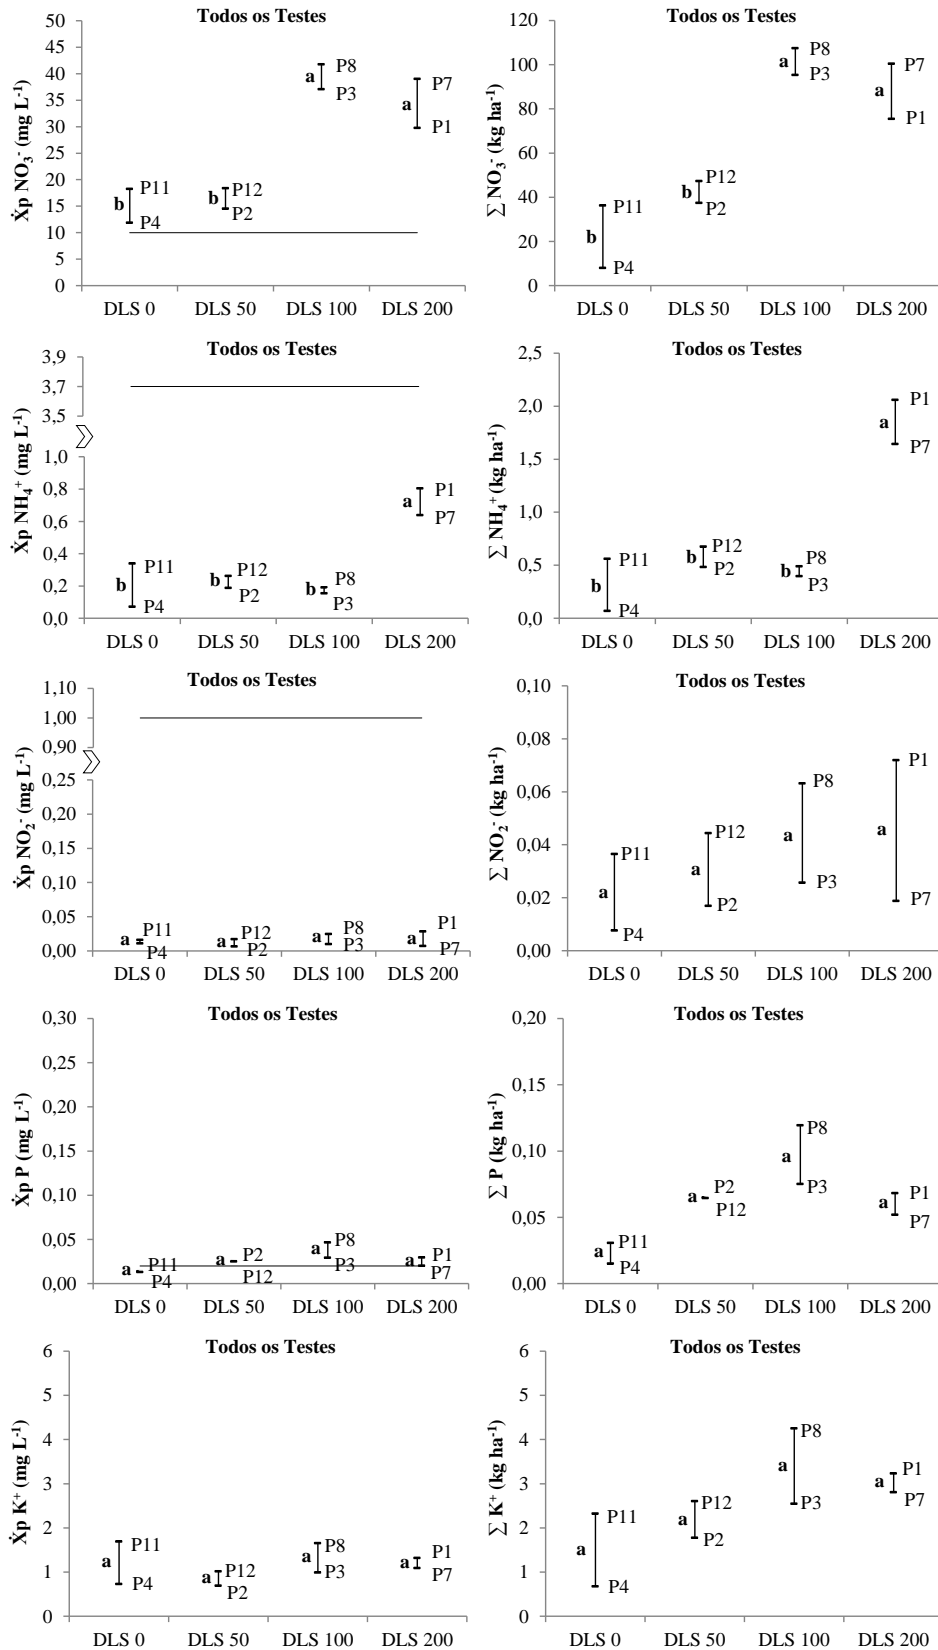 Todos os Testes
Ẋp NO₃⁻ (mg L⁻¹)
50
45
40
35
30
25
20
15
10
5
0
P11
b
P4
P12
b
P2
P8
a
P3
P7
a
P1
DLS 0 DLS 50 DLS 100 DLS 200
Todos os Testes
∑ NO₃⁻ (kg ha⁻¹)
120
100
80
60
40
20
0
P11
b
P4
P12
b
P2
P8
a
P3
P7
a
P1
DLS 0 DLS 50 DLS 100 DLS 200
Todos os Testes
Ẋp NH₄⁺ (mg L⁻¹)
3,9
3,7
3,5
1,0
0,8
0,6
0,4
0,2
0,0
P11
b
P4
P12
b
P2
P8
b
P3
P1
a
P7
DLS 0 DLS 50 DLS 100 DLS 200
Todos os Testes
∑ NH₄⁺ (kg ha⁻¹)
2,5
2,0
1,5
1,0
0,5
0,0
P11
b
P4
P12
b
P2
P8
b
P3
P1
a
P7
DLS 0 DLS 50 DLS 100 DLS 200
Todos os Testes
Ẋp NO₂⁻ (mg L⁻¹)
1,10
1,00
0,90
0,25
0,20
0,15
0,10
0,05
0,00
P11
a
P4
P12
a
P2
P8
a
P3
P1
a
P7
DLS 0 DLS 50 DLS 100 DLS 200
Todos os Testes
∑ NO₂⁻ (kg ha⁻¹)
0,10
0,08
0,06
0,04
0,02
0,00
P11
a
P4
P12
a
P2
P8
a
P3
P1
a
P7
DLS 0 DLS 50 DLS 100 DLS 200
Todos os Testes
Ẋp P (mg L⁻¹)
0,30
0,25
0,20
0,15
0,10
0,05
0,00
P11
a
P4
P2
a
P12
P8
a
P3
P1
a
P7
DLS 0 DLS 50 DLS 100 DLS 200
Todos os Testes
∑ P (kg ha⁻¹)
0,20
0,15
0,10
0,05
0,00
P11
a
P4
P2
a
P12
P8
a
P3
P1
a
P7
DLS 0 DLS 50 DLS 100 DLS 200
Todos os Testes
Ẋp K⁺ (mg L⁻¹)
6
5
4
3
2
1
0
P11
a
P4
P12
a
P2
P8
a
P3
P1
a
P7
DLS 0 DLS 50 DLS 100 DLS 200
Todos os Testes
∑ K⁺ (kg ha⁻¹)
6
5
4
3
2
1
0
P11
a
P4
P12
a
P2
P8
a
P3
P1
a
P7
DLS 0 DLS 50 DLS 100 DLS 200